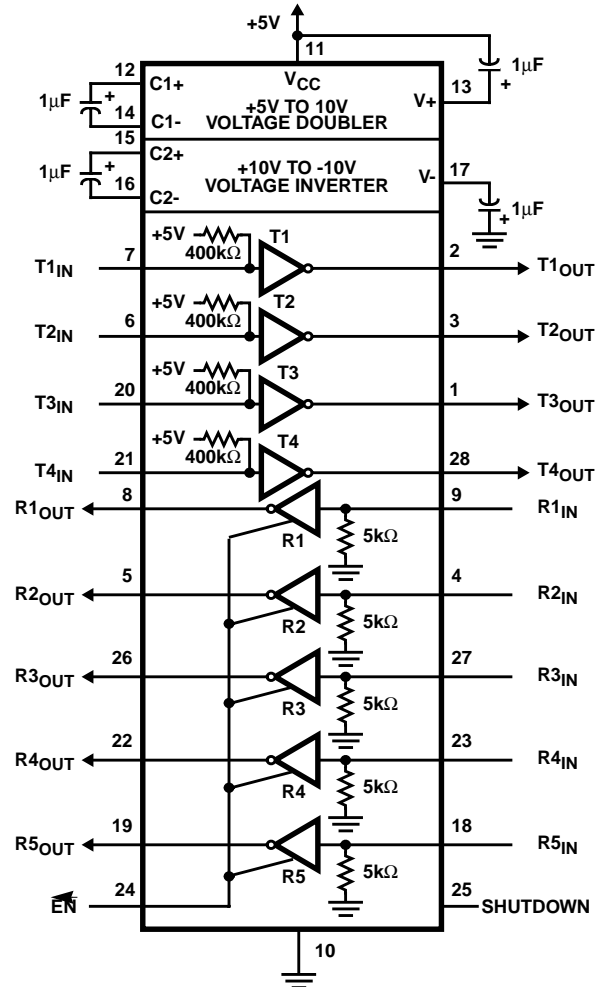 +5V
11
12
C1+
VCC
1μF
1μF
+
+5V TO 10V
VOLTAGE DOUBLER
V+
13
+
14
C1-
15
C2+
1μF
+
+10V TO -10V
VOLTAGE INVERTER
V-
17
16
C2-
+
1μF
+5V
400kΩ
T1
T1IN
7
2
T1OUT
+5V
400kΩ
T2
T2IN
6
3
T2OUT
+5V
400kΩ
T3
T3IN
20
1
T3OUT
+5V
400kΩ
T4
T4IN
21
28
T4OUT
R1OUT
8
9
R1IN
R1
5kΩ
R2OUT
5
4
R2IN
R2
5kΩ
R3OUT
26
27
R3IN
R3
5kΩ
R4OUT
22
23
R4IN
R4
5kΩ
R5OUT
19
18
R5IN
R5
5kΩ
EN
24
25
SHUTDOWN
10